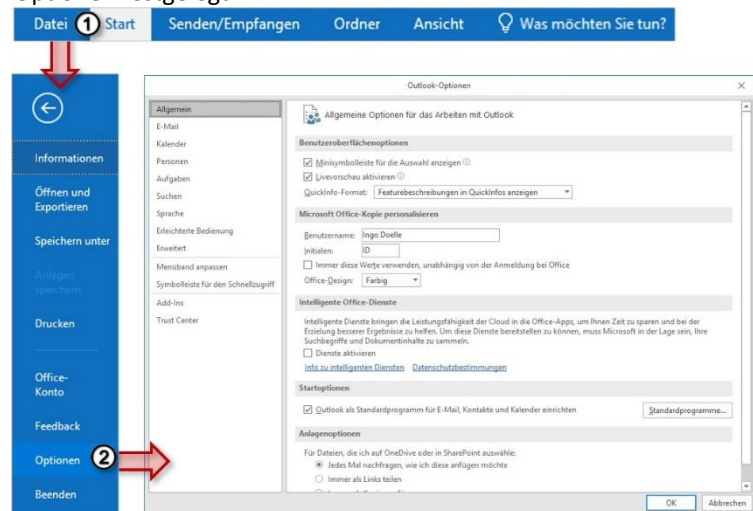 Datei 1 Start Senden/Empfangen Ordner Ansicht Was möchten Sie tun?
Informationen
Öffnen und
Exportieren
Speichern unter
Anlagen
speichern
Drucken
Office-
Konto
Feedback
Optionen 2
Beenden
Outlook-Optionen
Allgemein
E-Mail
Kalender
Personen
Aufgaben
Suchen
Sprache
Erleichterte Bedienung
Erweitert
Menüband anpassen
Symbolleiste für den Schnellzugriff
Add-Ins
Trust Center
Allgemeine Optionen für das Arbeiten mit Outlook
Benutzeroberflächenoptionen
Minisymbolleiste für die Auswahl anzeigen
Livevorschau aktivieren
QuickInfo-Format: Featurebeschreibungen in QuickInfos anzeigen
Microsoft Office-Kopie personalisieren
Benutzername: Ingo Doelle
Initialen: ID
Immer diese Werte verwenden, unabhängig von der Anmeldung bei Office
Office-Design: Farbig
Intelligente Office-Dienste
Intelligente Dienste bringen die Leistungsfähigkeit der Cloud in die Office-Apps, um Ihnen Zeit zu sparen und bei der
Erzielung besserer Ergebnisse zu helfen. Um diese Dienste bereitstellen zu können, muss Microsoft in der Lage sein, Ihre
Suchbegriffe und Dokumentinhalte zu sammeln.
Dienste aktivieren
Info zu intelligenten Diensten Datenschutzbestimmungen
Startoptionen
Outlook als Standardprogramm für E-Mail, Kontakte und Kalender einrichten Standardprogramme...
Anlagenoptionen
Für Dateien, die ich auf OneDrive oder in SharePoint auswähle:
Jedes Mal nachfragen, wie ich diese anfügen möchte
Immer als Links teilen
OK Abbrechen